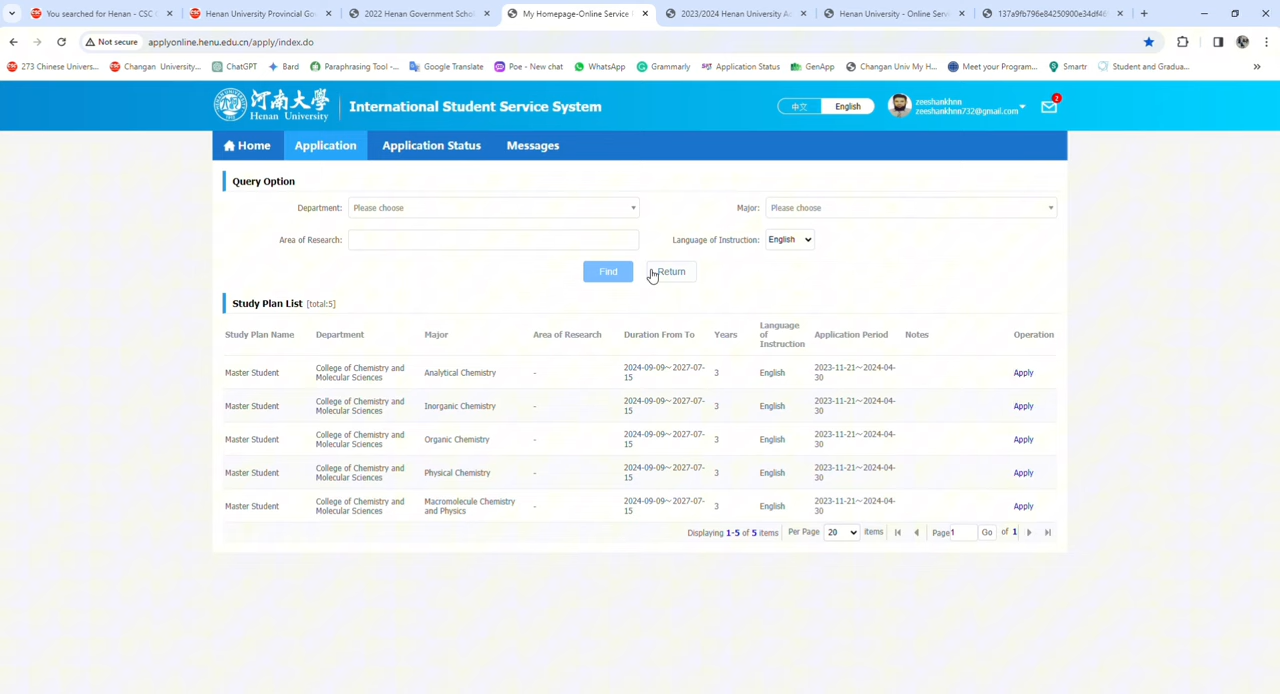 You searched for Henan - CSC
Henan University Provincial Go
2022 Henan Government Schol
My Homepage-Online Service
2023/2024 Henan University A
Henan University - Online Serv
137a9fb796e84250900e34df46
Not secure
applyonline.henu.edu.cn/apply/index.do
273 Chinese Univers...
Changan University...
ChatGPT
Bard
Paraphrasing Tool -...
Google Translate
Poe - New chat
WhatsApp
Grammarly
Application Status
GenApp
Changan Univ My H...
Meet your Program...
Smartr
Student and Gradua...
河南大學
Henan University
International Student Service System
中文
English
zeeshankhnn
zeeshankhnn732@gmail.com
2
Home
Application
Application Status
Messages
Query Option
Department: Please choose
Major: Please choose
Area of Research:
Language of Instruction: English
Find
Return
Study Plan List [total:5]
Study Plan Name Department Major Area of Research Duration From To Years Language of Instruction Application Period Notes Operation
Master Student College of Chemistry and Molecular Sciences Analytical Chemistry - 2024-09-09～2027-07-15 3 English 2023-11-21～2024-04-30 Apply
Master Student College of Chemistry and Molecular Sciences Inorganic Chemistry - 2024-09-09～2027-07-15 3 English 2023-11-21～2024-04-30 Apply
Master Student College of Chemistry and Molecular Sciences Organic Chemistry - 2024-09-09～2027-07-15 3 English 2023-11-21～2024-04-30 Apply
Master Student College of Chemistry and Molecular Sciences Physical Chemistry - 2024-09-09～2027-07-15 3 English 2023-11-21～2024-04-30 Apply
Master Student College of Chemistry and Molecular Sciences Macromolecule Chemistry and Physics - 2024-09-09～2027-07-15 3 English 2023-11-21～2024-04-30 Apply
Displaying 1-5 of 5 items Per Page 20 items Page1 Go of 1